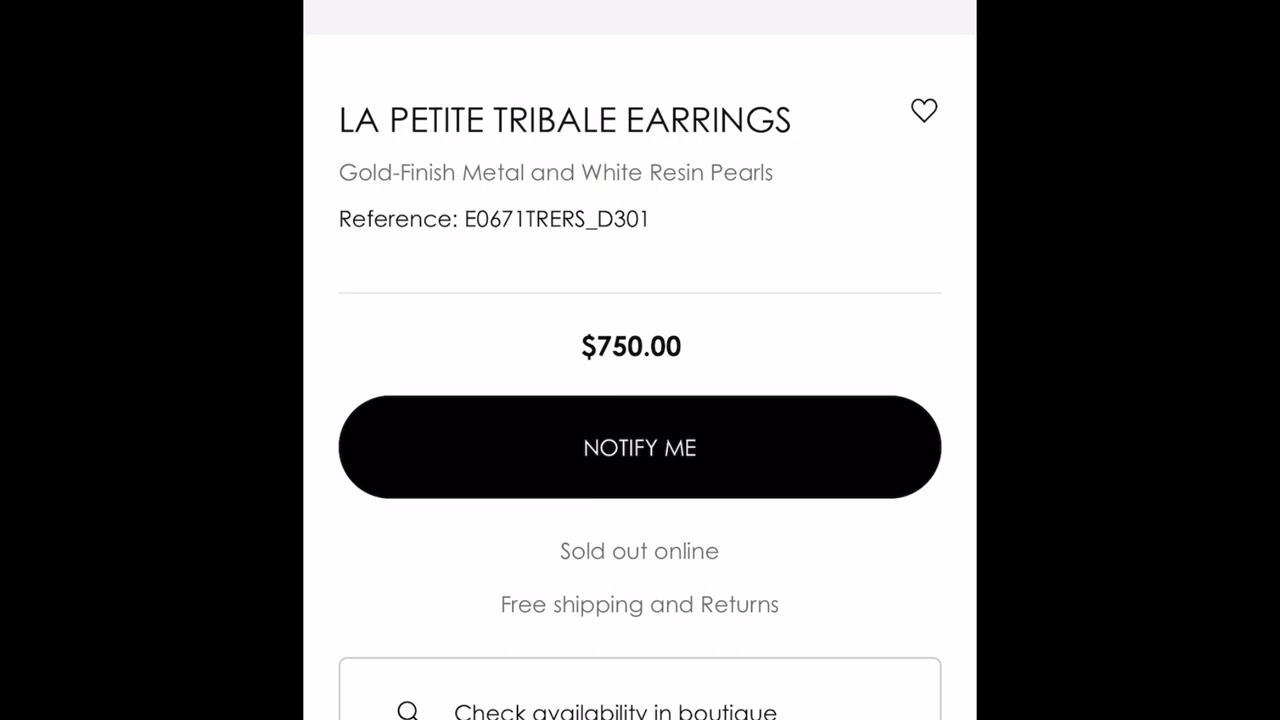 LA PETITE TRIBALE EARRINGS
Gold-Finish Metal and White Resin Pearls
Reference: E0671TRERS_D301
$750.00
NOTIFY ME
Sold out online
Free shipping and Returns
Check availability in boutique